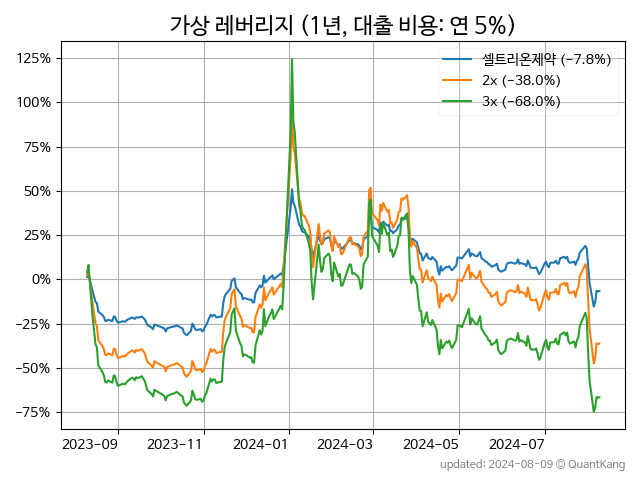 가상 레버리지 (1년, 대출 비용: 연 5%)
셀트리온제약 (-7.8%)
2x (-38.0%)
3x (-68.0%)
125%
100%
75%
50%
25%
0%
-25%
-50%
-75%
2023-09 2023-11 2024-01 2024-03 2024-05 2024-07
updated: 2024-08-09 © QuantKang